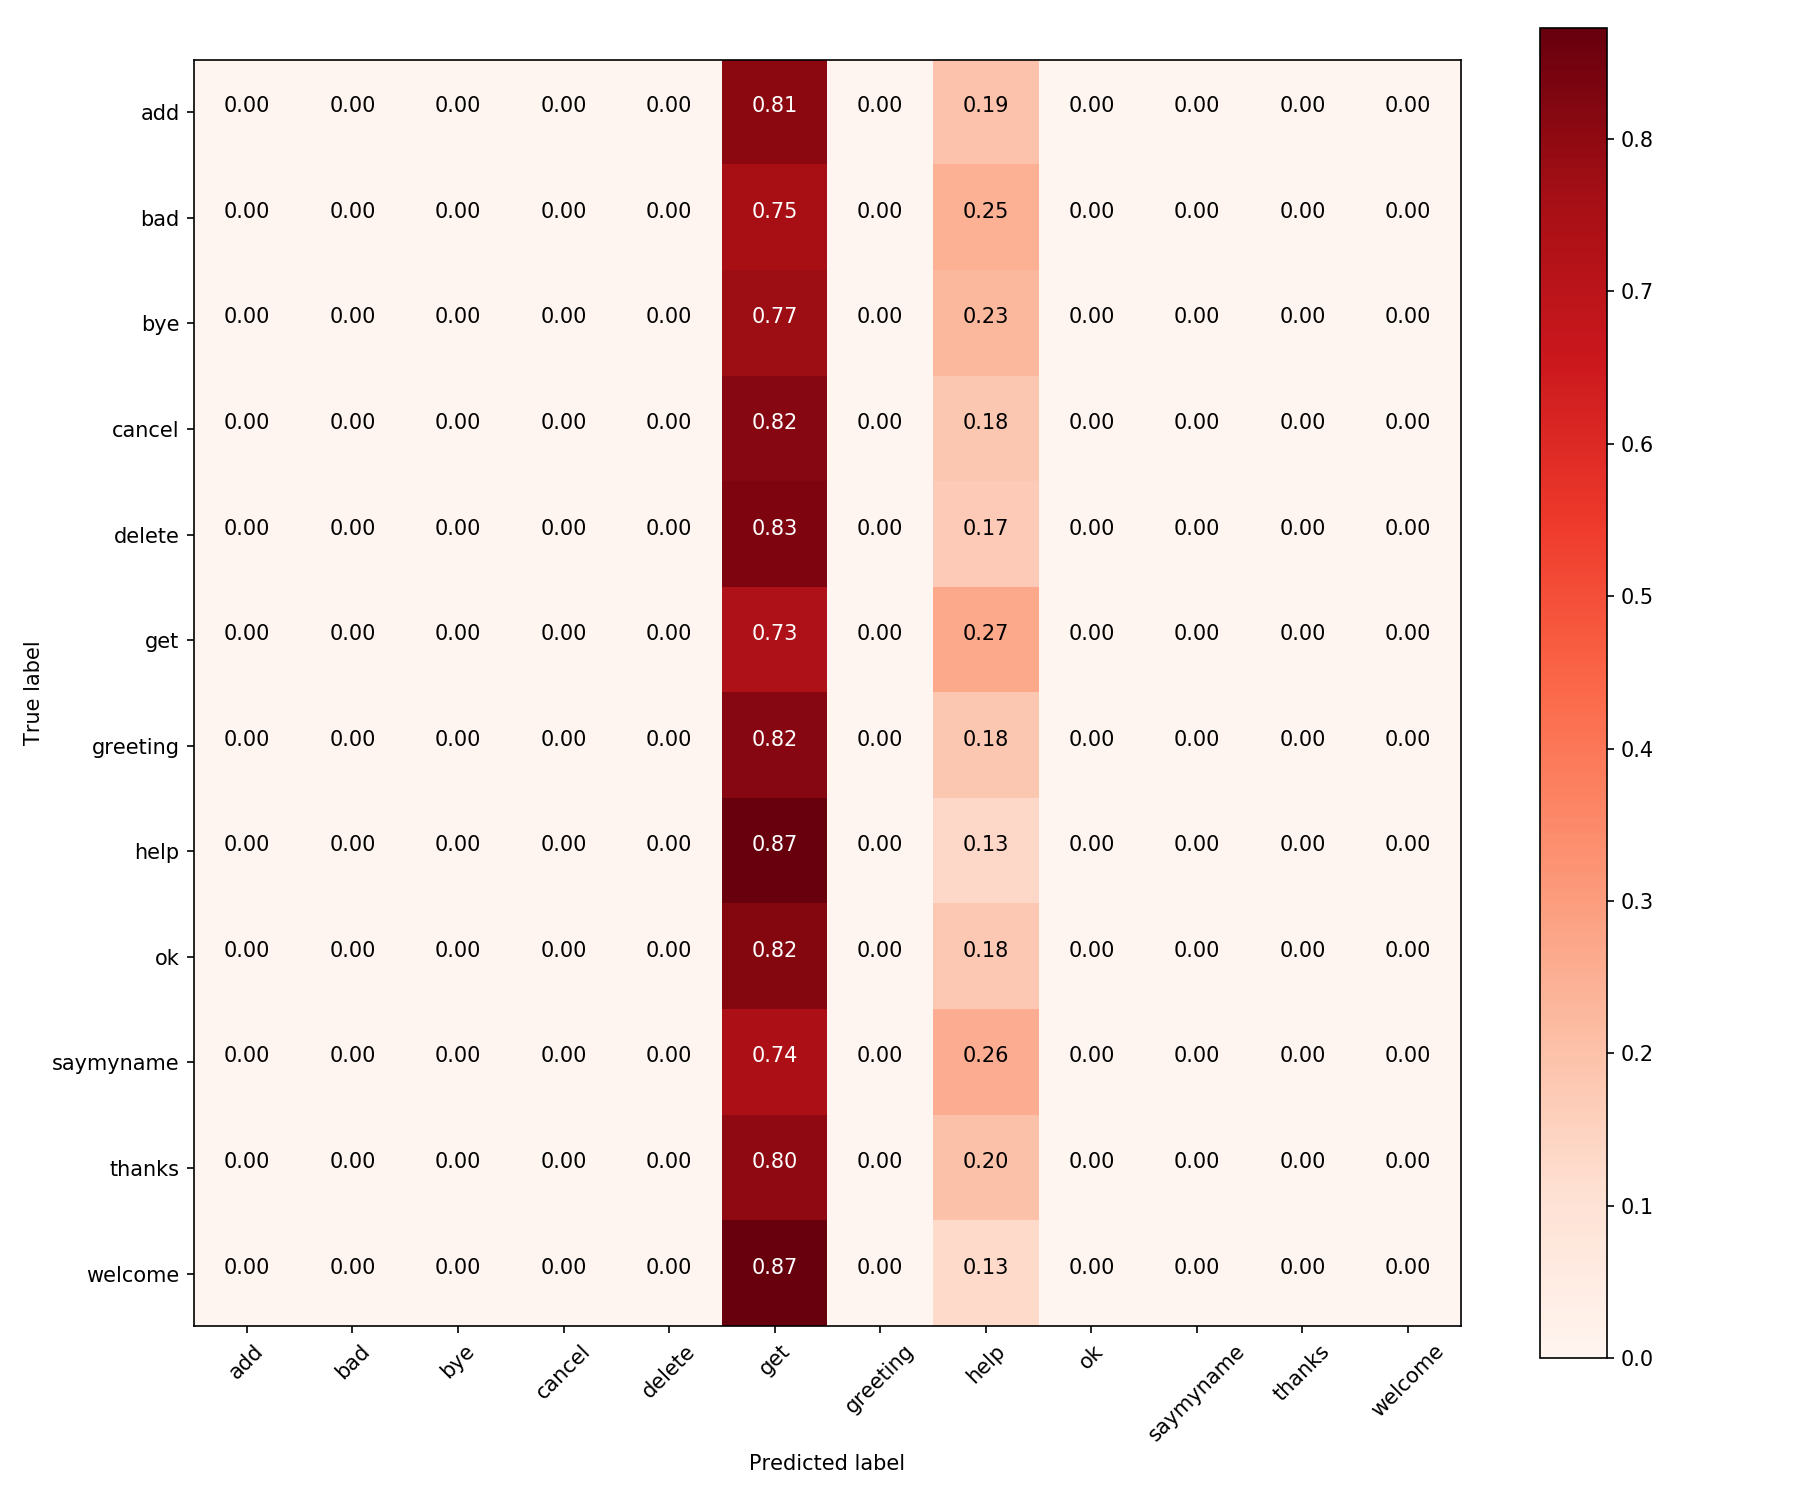 add 0.00 0.00 0.00 0.00 0.00 0.81 0.00 0.19 0.00 0.00 0.00 0.00
bad 0.00 0.00 0.00 0.00 0.00 0.75 0.00 0.25 0.00 0.00 0.00 0.00
bye 0.00 0.00 0.00 0.00 0.00 0.77 0.00 0.23 0.00 0.00 0.00 0.00
cancel 0.00 0.00 0.00 0.00 0.00 0.82 0.00 0.18 0.00 0.00 0.00 0.00
delete 0.00 0.00 0.00 0.00 0.00 0.83 0.00 0.17 0.00 0.00 0.00 0.00
get 0.00 0.00 0.00 0.00 0.00 0.73 0.00 0.27 0.00 0.00 0.00 0.00
greeting 0.00 0.00 0.00 0.00 0.00 0.82 0.00 0.18 0.00 0.00 0.00 0.00
help 0.00 0.00 0.00 0.00 0.00 0.87 0.00 0.13 0.00 0.00 0.00 0.00
ok 0.00 0.00 0.00 0.00 0.00 0.82 0.00 0.18 0.00 0.00 0.00 0.00
saymyname 0.00 0.00 0.00 0.00 0.00 0.74 0.00 0.26 0.00 0.00 0.00 0.00
thanks 0.00 0.00 0.00 0.00 0.00 0.80 0.00 0.20 0.00 0.00 0.00 0.00
welcome 0.00 0.00 0.00 0.00 0.00 0.87 0.00 0.13 0.00 0.00 0.00 0.00
add bad bye cancel delete get greeting help ok saymyname thanks welcome
Predicted label
True label
0.8
0.7
0.6
0.5
0.4
0.3
0.2
0.1
0.0